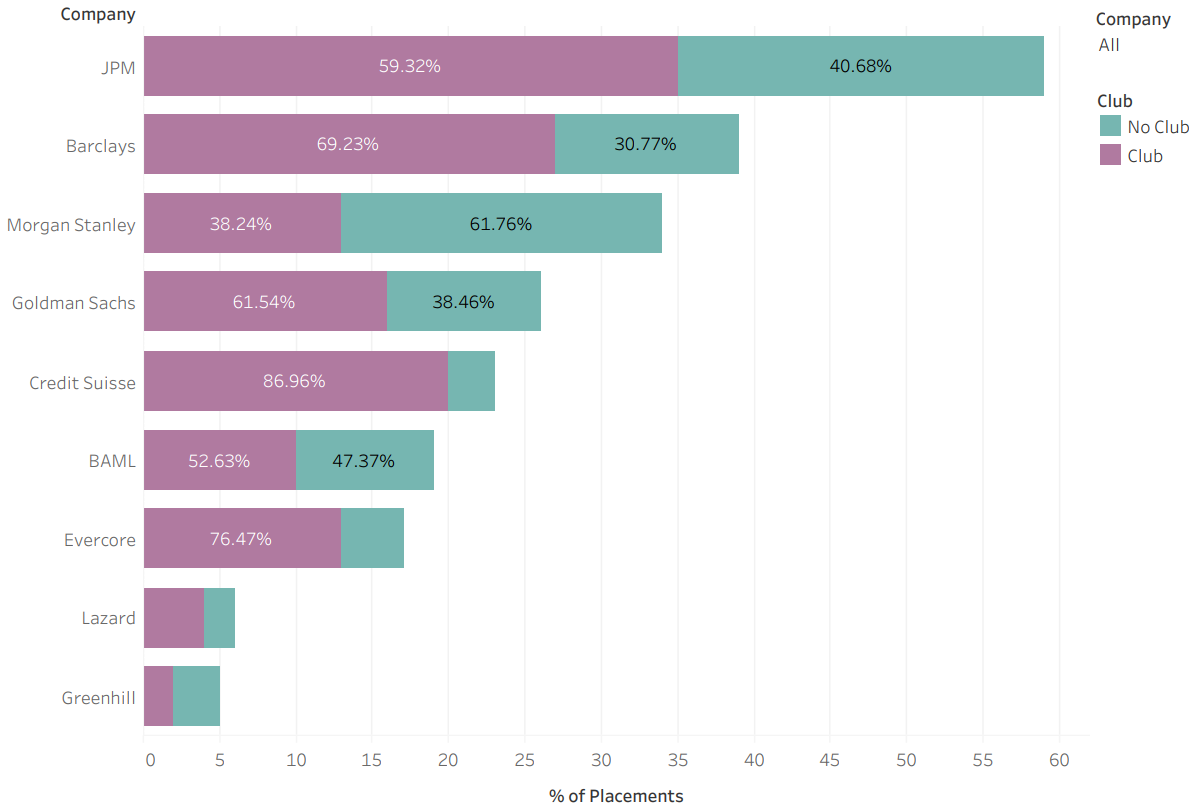 Company
JPM
59.32%
40.68%
Barclays
69.23%
30.77%
Morgan Stanley
38.24%
61.76%
Goldman Sachs
61.54%
38.46%
Credit Suisse
86.96%
BAML
52.63%
47.37%
Evercore
76.47%
Lazard
Greenhill
0 5 10 15 20 25 30 35 40 45 50 55 60
% of Placements
Company
All
Club
No Club
Club